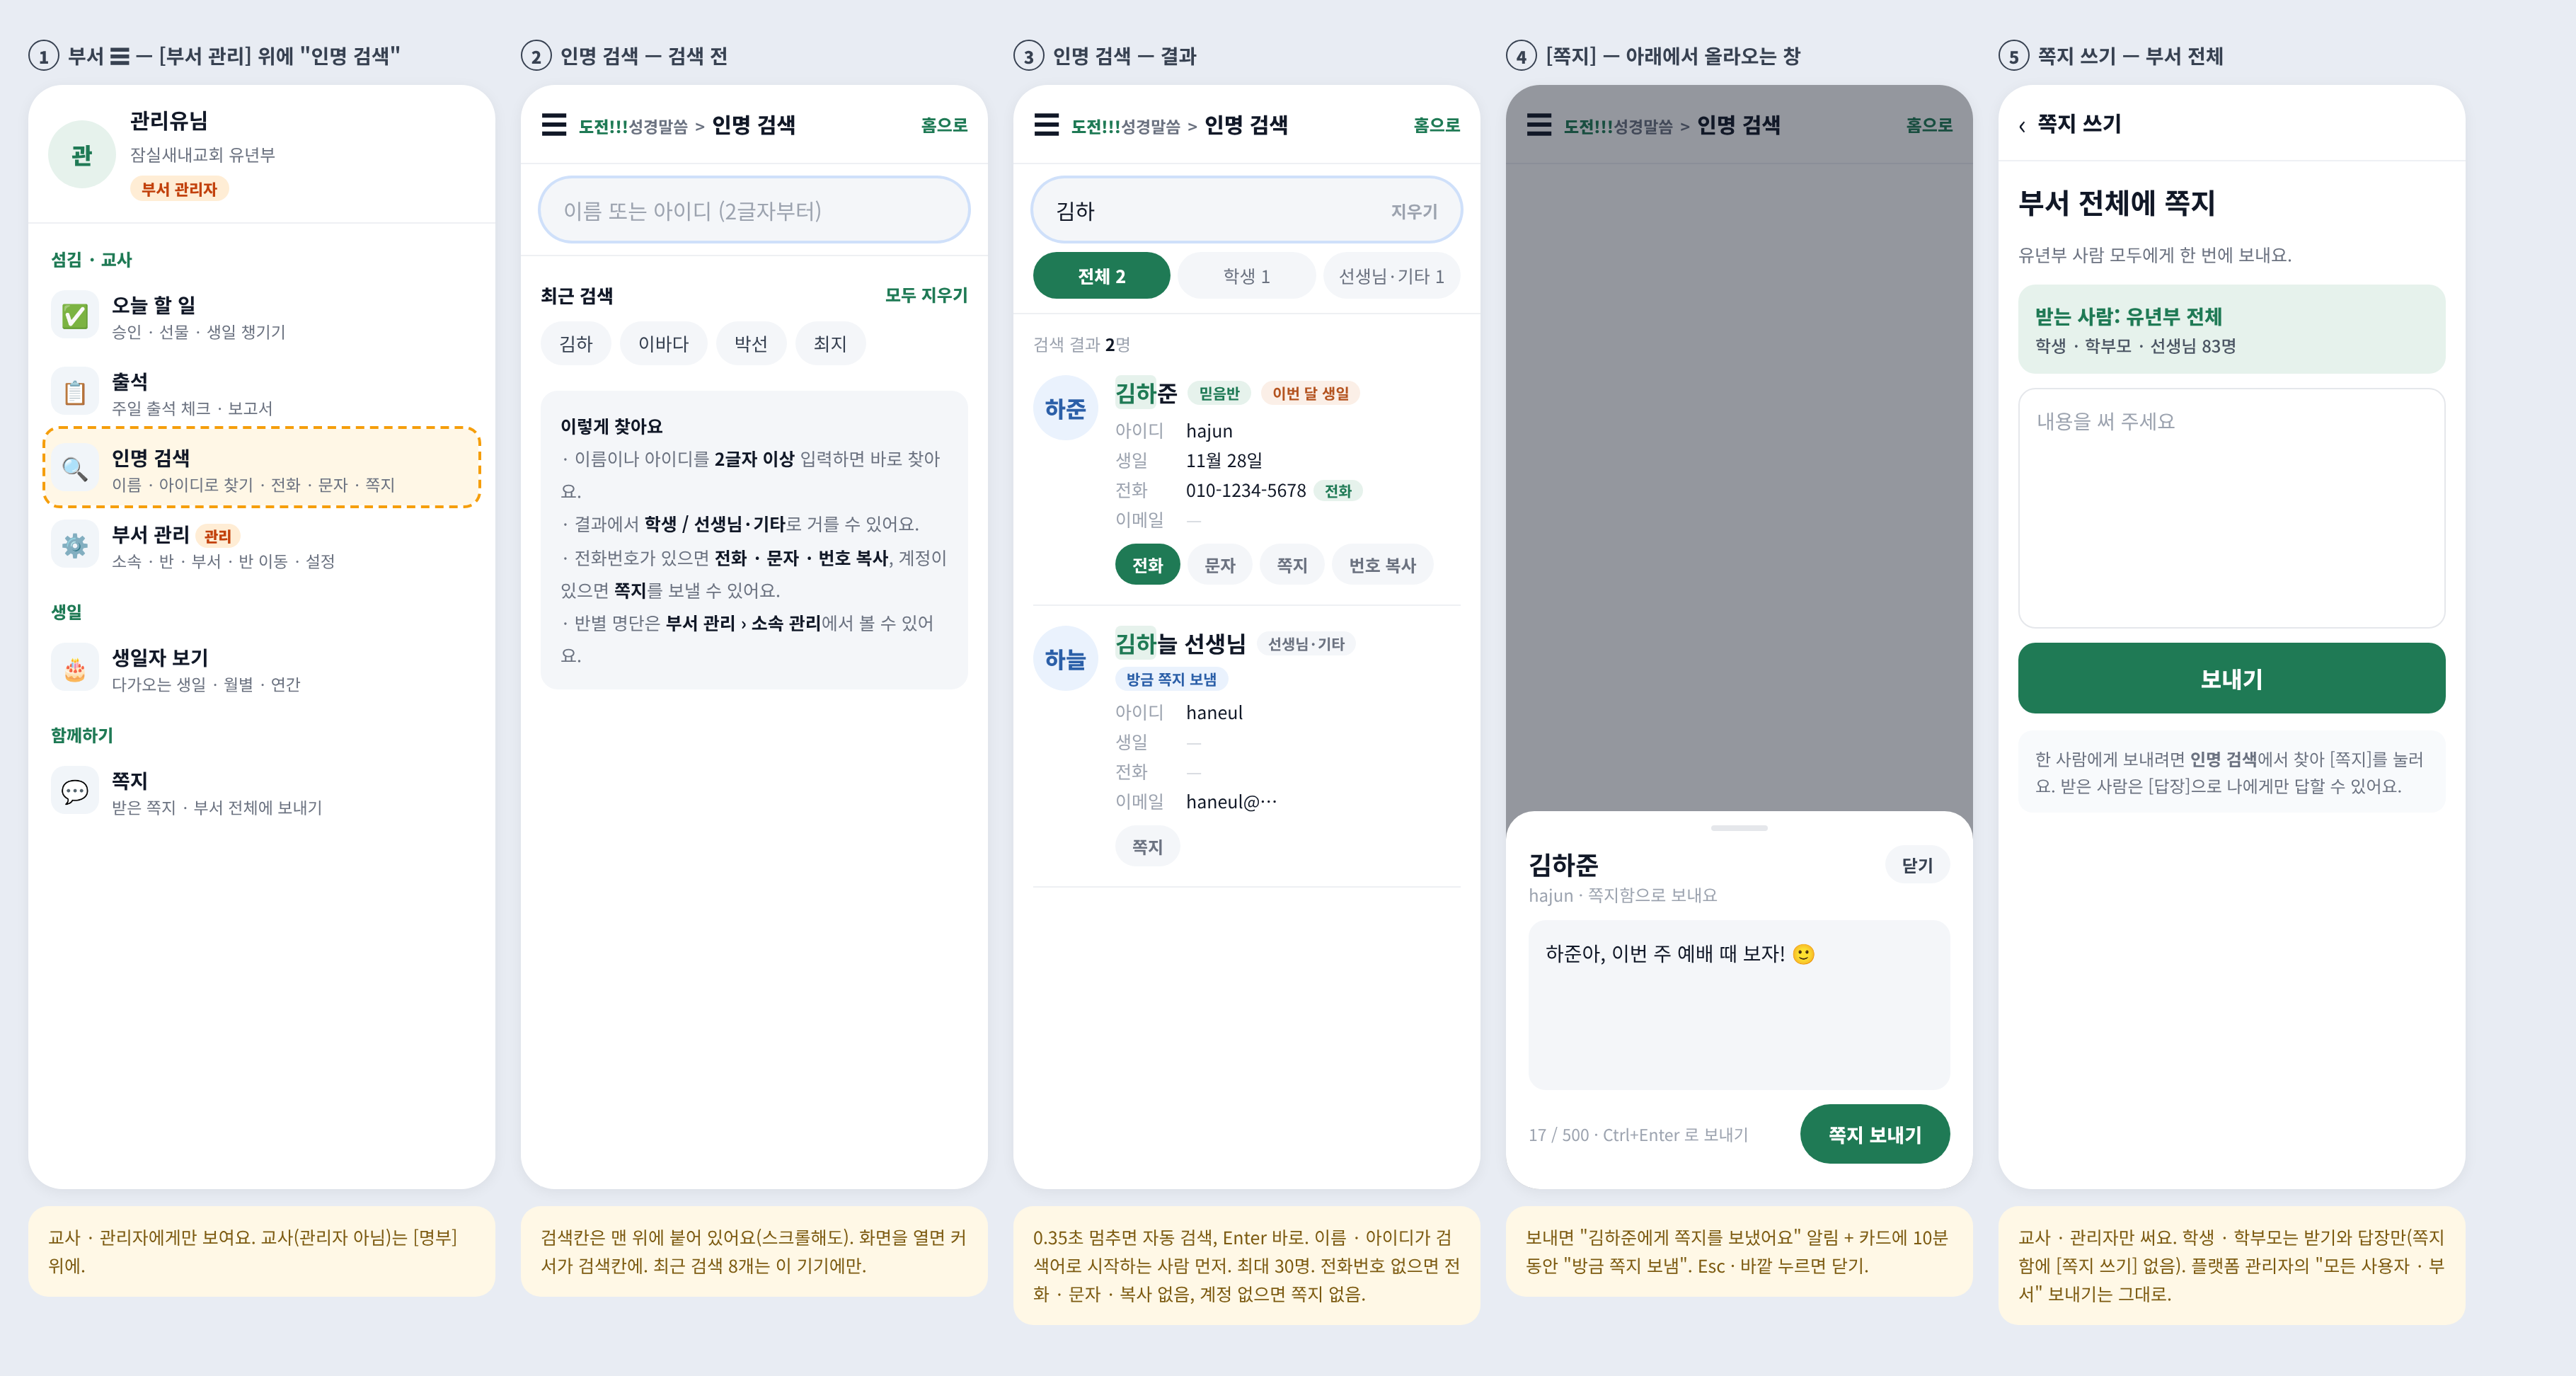 ① 부서 ☰ — [부서 관리] 위에 "인명 검색"
관
관리유님
잠실새내교회 유년부
부서 관리자
섬김 · 교사
✅ 오늘 할 일
승인 · 선물 · 생일 챙기기
📋 출석
주일 출석 체크 · 보고서
🔍 인명 검색
이름 · 아이디로 찾기 · 전화 · 문자 · 쪽지
⚙️ 부서 관리 관리
소속 · 반 · 부서 · 반 이동 · 설정
생일
🎂 생일자 보기
다가오는 생일 · 월별 · 연간
함께하기
💬 쪽지
받은 쪽지 · 부서 전체에 보내기
교사 · 관리자에게만 보여요. 교사(관리자 아님)는 [명부]
위에.
② 인명 검색 — 검색 전
☰ 도전!!!성경말씀 > 인명 검색 홈으로
이름 또는 아이디 (2글자부터)
최근 검색 모두 지우기
김하 이바다 박선 최지
이렇게 찾아요
· 이름이나 아이디를 2글자 이상 입력하면 바로 찾아
요.
· 결과에서 학생 / 선생님·기타로 거를 수 있어요.
· 전화번호가 있으면 전화 · 문자 · 번호 복사, 계정이
있으면 쪽지를 보낼 수 있어요.
· 반별 명단은 부서 관리 › 소속 관리에서 볼 수 있어
요.
검색칸은 맨 위에 붙어 있어요(스크롤해도). 화면을 열면 커
서가 검색칸에. 최근 검색 8개는 이 기기에만.
③ 인명 검색 — 결과
☰ 도전!!!성경말씀 > 인명 검색 홈으로
김하 지우기
전체 2 학생 1 선생님·기타 1
검색 결과 2명
하준 김하준 믿음반 이번 달 생일
아이디 hajun
생일 11월 28일
전화 010-1234-5678 전화
이메일 —
전화 문자 쪽지 번호 복사
하늘 김하늘 선생님 선생님·기타
방금 쪽지 보냄
아이디 haneul
생일 —
전화 —
이메일 haneul@…
쪽지
0.35초 멈추면 자동 검색, Enter 바로. 이름 · 아이디가 검
색어로 시작하는 사람 먼저. 최대 30명. 전화번호 없으면 전
화 · 문자 · 복사 없음, 계정 없으면 쪽지 없음.
④ [쪽지] — 아래에서 올라오는 창
☰ 도전!!!성경말씀 > 인명 검색 홈으로
김하준 닫기
hajun · 쪽지함으로 보내요
하준아, 이번 주 예배 때 보자! 🙂
17 / 500 · Ctrl+Enter 로 보내기 쪽지 보내기
보내면 "김하준에게 쪽지를 보냈어요" 알림 + 카드에 10분
동안 "방금 쪽지 보냄". Esc · 바깥 누르면 닫기.
⑤ 쪽지 쓰기 — 부서 전체
‹ 쪽지 쓰기
부서 전체에 쪽지
유년부 사람 모두에게 한 번에 보내요.
받는 사람: 유년부 전체
학생 · 학부모 · 선생님 83명
내용을 써 주세요
보내기
한 사람에게 보내려면 인명 검색에서 찾아 [쪽지]를 눌러
요. 받은 사람은 [답장]으로 나에게만 답할 수 있어요.
교사 · 관리자만 써요. 학생 · 학부모는 받기와 답장만(쪽지
함에 [쪽지 쓰기] 없음). 플랫폼 관리자의 "모든 사용자 · 부
서" 보내기는 그대로.